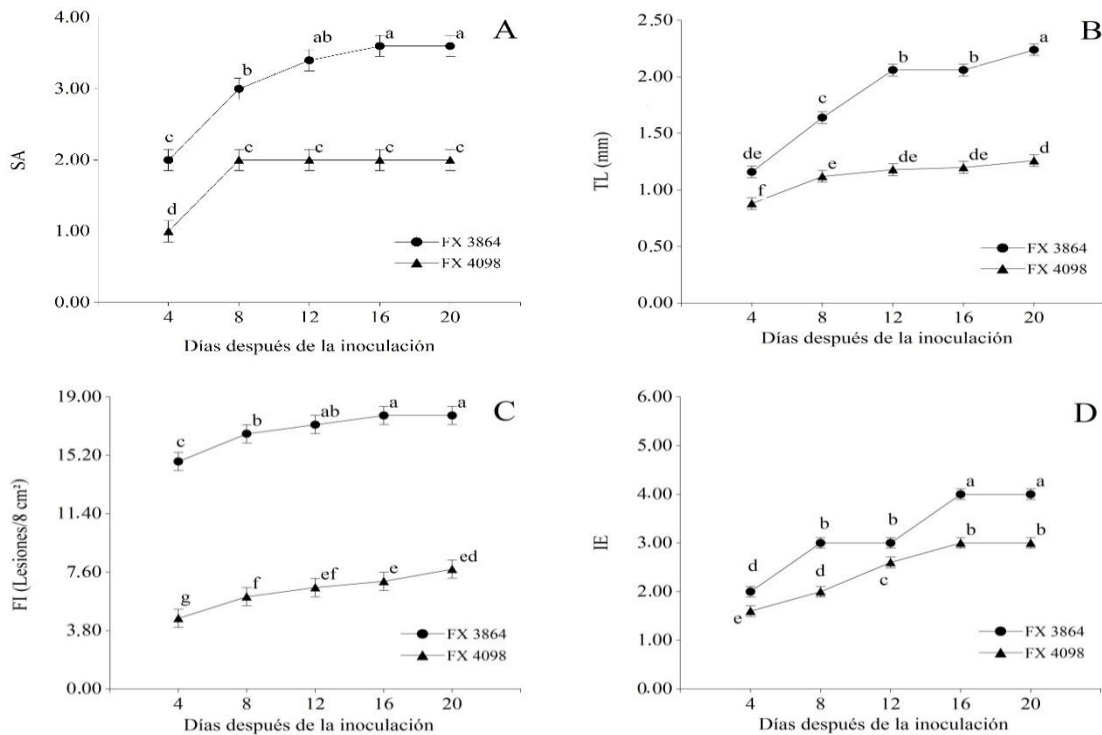 A
4.00
3.00
2.00
1.00
0.00
SA
c
b
ab
a
a
d
c
c
c
c
FX 3864
FX 4098
4 8 12 16 20
Días después de la inoculación
B
2.50
2.00
1.50
1.00
0.50
0.00
TL (mm)
de
c
b
b
a
f
e
de
de
d
FX 3864
FX 4098
4 8 12 16 20
Días después de la inoculación
C
19.00
15.20
11.40
7.60
3.80
0.00
FI (Lesiones/8 cm²)
c
b
ab
a
a
g
f
ef
e
ed
FX 3864
FX 4098
4 8 12 16 20
Días después de la inoculación
D
6.00
5.00
4.00
3.00
2.00
1.00
0.00
IE
d
b
b
a
a
e
d
c
b
b
FX 3864
FX 4098
4 8 12 16 20
Días después de la inoculación